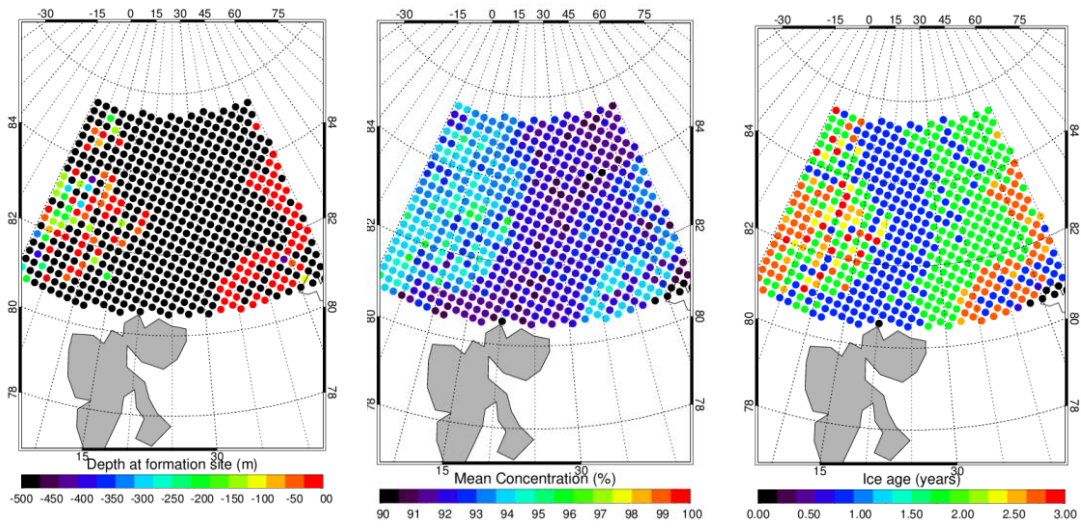 -30 -15 0 15 30 45 60 75
84 84
82 82
80 80
78 78
15 30
Depth at formation site (m)
-500 -450 -400 -350 -300 -250 -200 -150 -100 -50 00
-30 -15 0 15 30 45 60 75
84 84
82 82
80 80
78 78
15 30
Mean Concentration (%)
90 91 92 93 94 95 96 97 98 99 100
-30 -15 0 15 30 45 60 75
84 84
82 82
80 80
78 78
15 30
Ice age (years)
0.00 0.50 1.00 1.50 2.00 2.50 3.00